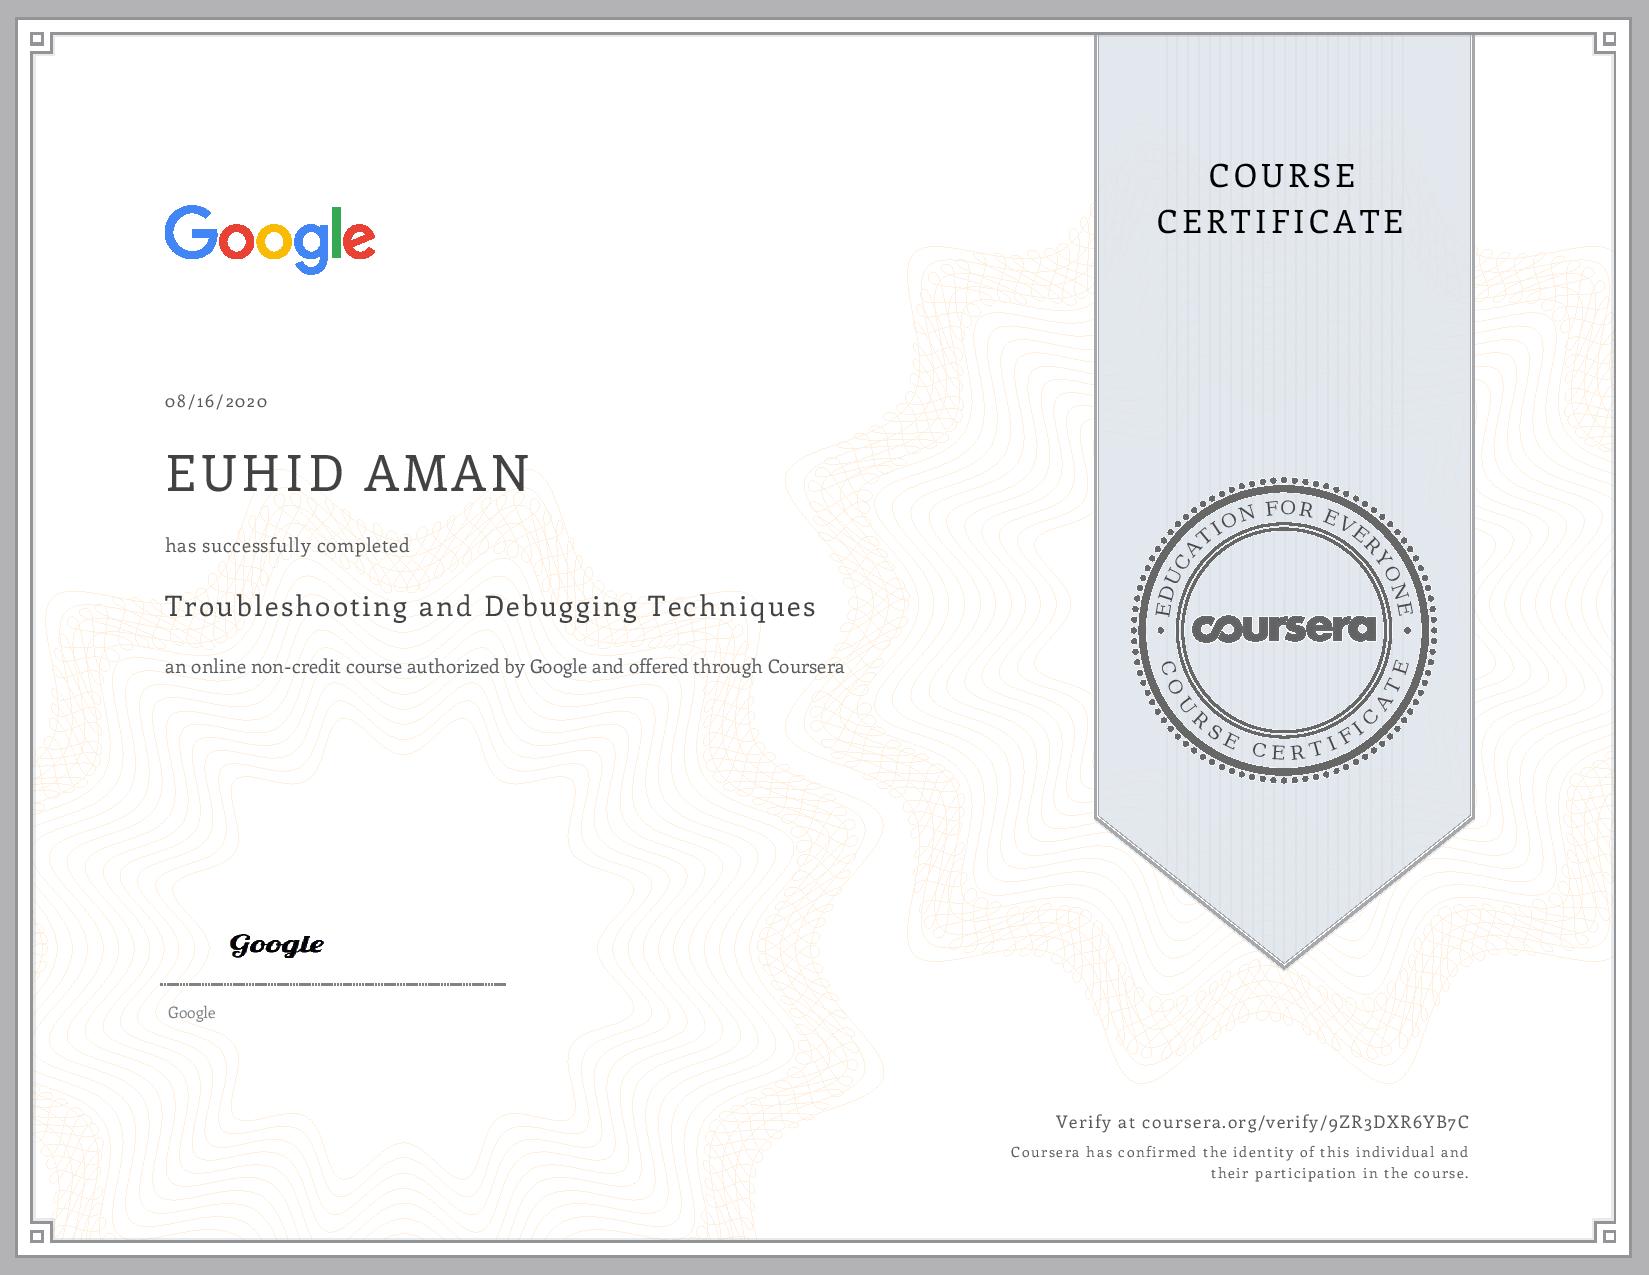 COURSE
CERTIFICATE
Google
08/16/2020
EUHID AMAN
has successfully completed
Troubleshooting and Debugging Techniques
an online non-credit course authorized by Google and offered through Coursera
EDUCATION FOR EVERYONE
coursera
COURSE CERTIFICATE
Google
Google
Verify at coursera.org/verify/9ZR3DXR6YB7C
Coursera has confirmed the identity of this individual and
their participation in the course.